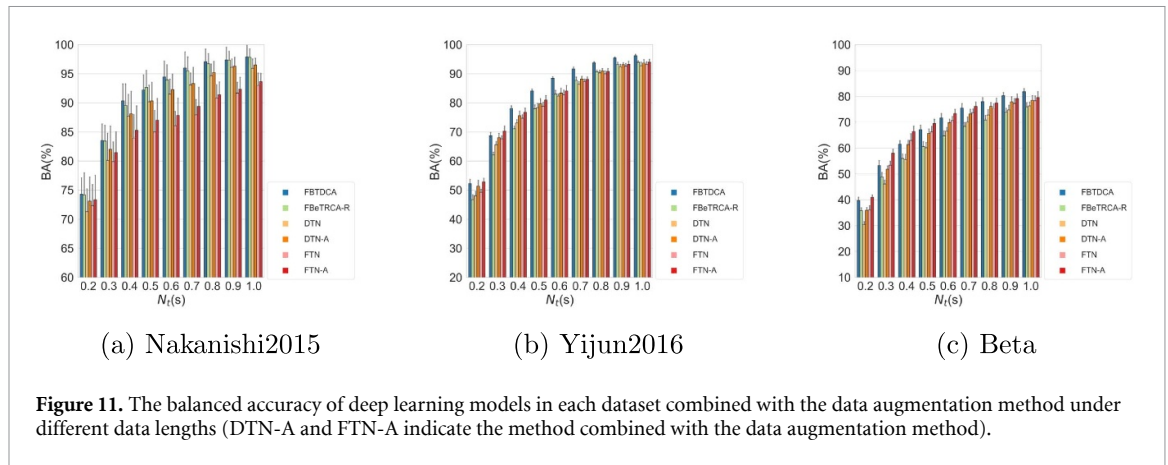 100
95
90
85
80
75
70
65
60
BA(%)
0.2 0.3 0.4 0.5 0.6 0.7 0.8 0.9 1.0
Nt(s)
FBTDCA
FBeTRCA-R
DTN
DTN-A
FTN
FTN-A
(a) Nakanishi2015
100
90
80
70
60
50
40
30
20
BA(%)
0.2 0.3 0.4 0.5 0.6 0.7 0.8 0.9 1.0
Nt(s)
FBTDCA
FBeTRCA-R
DTN
DTN-A
FTN
FTN-A
(b) Yijun2016
100
90
80
70
60
50
40
30
20
10
BA(%)
0.2 0.3 0.4 0.5 0.6 0.7 0.8 0.9 1.0
Nt(s)
FBTDCA
FBeTRCA-R
DTN
DTN-A
FTN
FTN-A
(c) Beta
Figure 11. The balanced accuracy of deep learning models in each dataset combined with the data augmentation method under
different data lengths (DTN-A and FTN-A indicate the method combined with the data augmentation method).